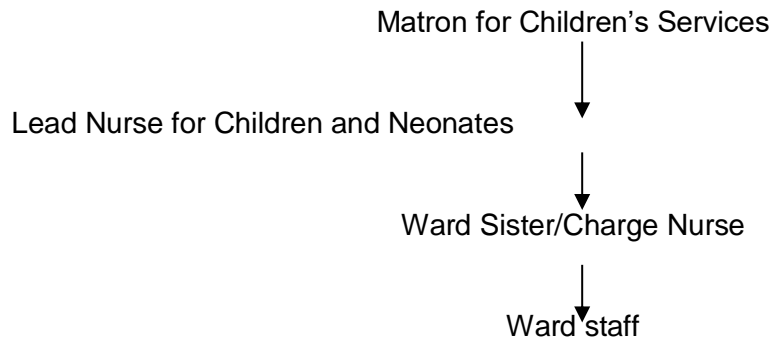 Matron for Children’s Services
Lead Nurse for Children and Neonates
Ward Sister/Charge Nurse
Ward staff